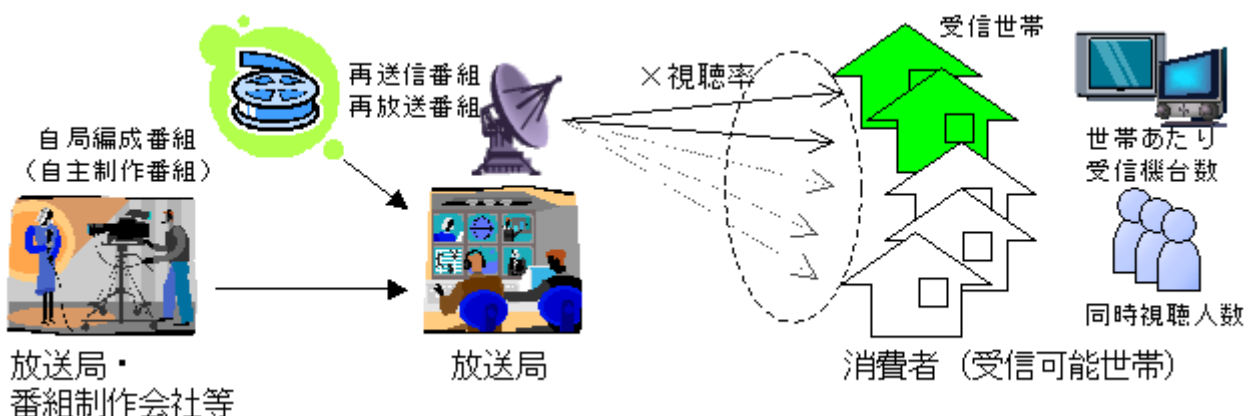 受信世帯
再送信番組
再放送番組
×視聴率
自局編成番組
（自主制作番組）
世帯あたり
受信機台数
同時視聴人数
放送局・
番組制作会社等
放送局
消費者（受信可能世帯）